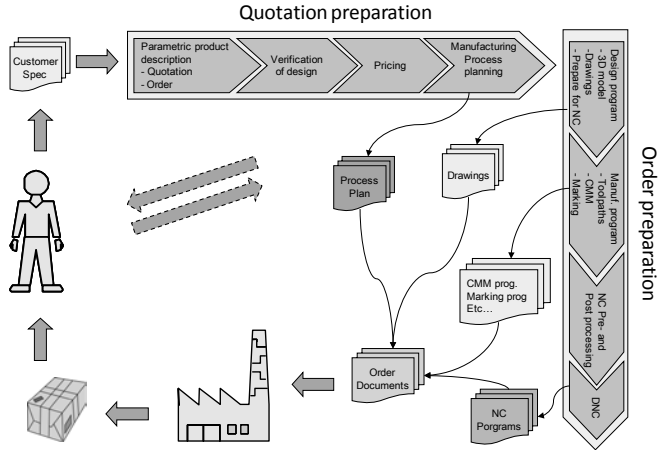 Quotation preparation
Customer
Spec
Parametric product
description
- Quotation
- Order
Verification
of design
Pricing
Manufacturing
Process
planning
Design program
- 3D model
- Drawings
- Prepare for NC
Manuf. program
- Toolpaths
- CMM
- Marking
NC Pre- and
Post processing
DNC
Order preparation
Process
Plan
Drawings
CMM prog.
Marking prog
Etc…
Order
Documents
NC
Porgrams